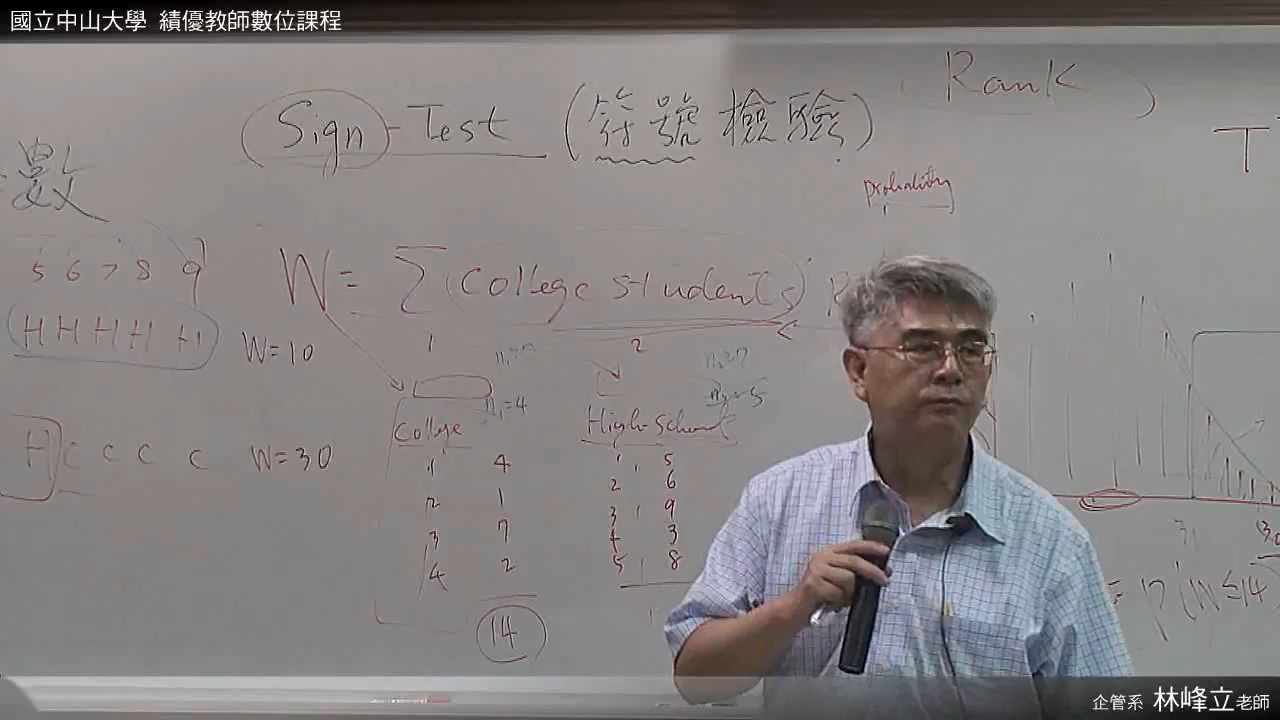 國立中山大學 績優教師數位課程
Rank
Sign-Test (符號檢驗)
T
數
probability
5 6 7 8 9
W = Σ (College students)
H H H H H
W=10
1
2
n₁=4
College
High-School
H C C C C
W=30
1 4
1 5
2 1
2 6
3 7
3 9
4 2
4 3
5 8
14
= P(W≤14)
企管系 林峰立老師